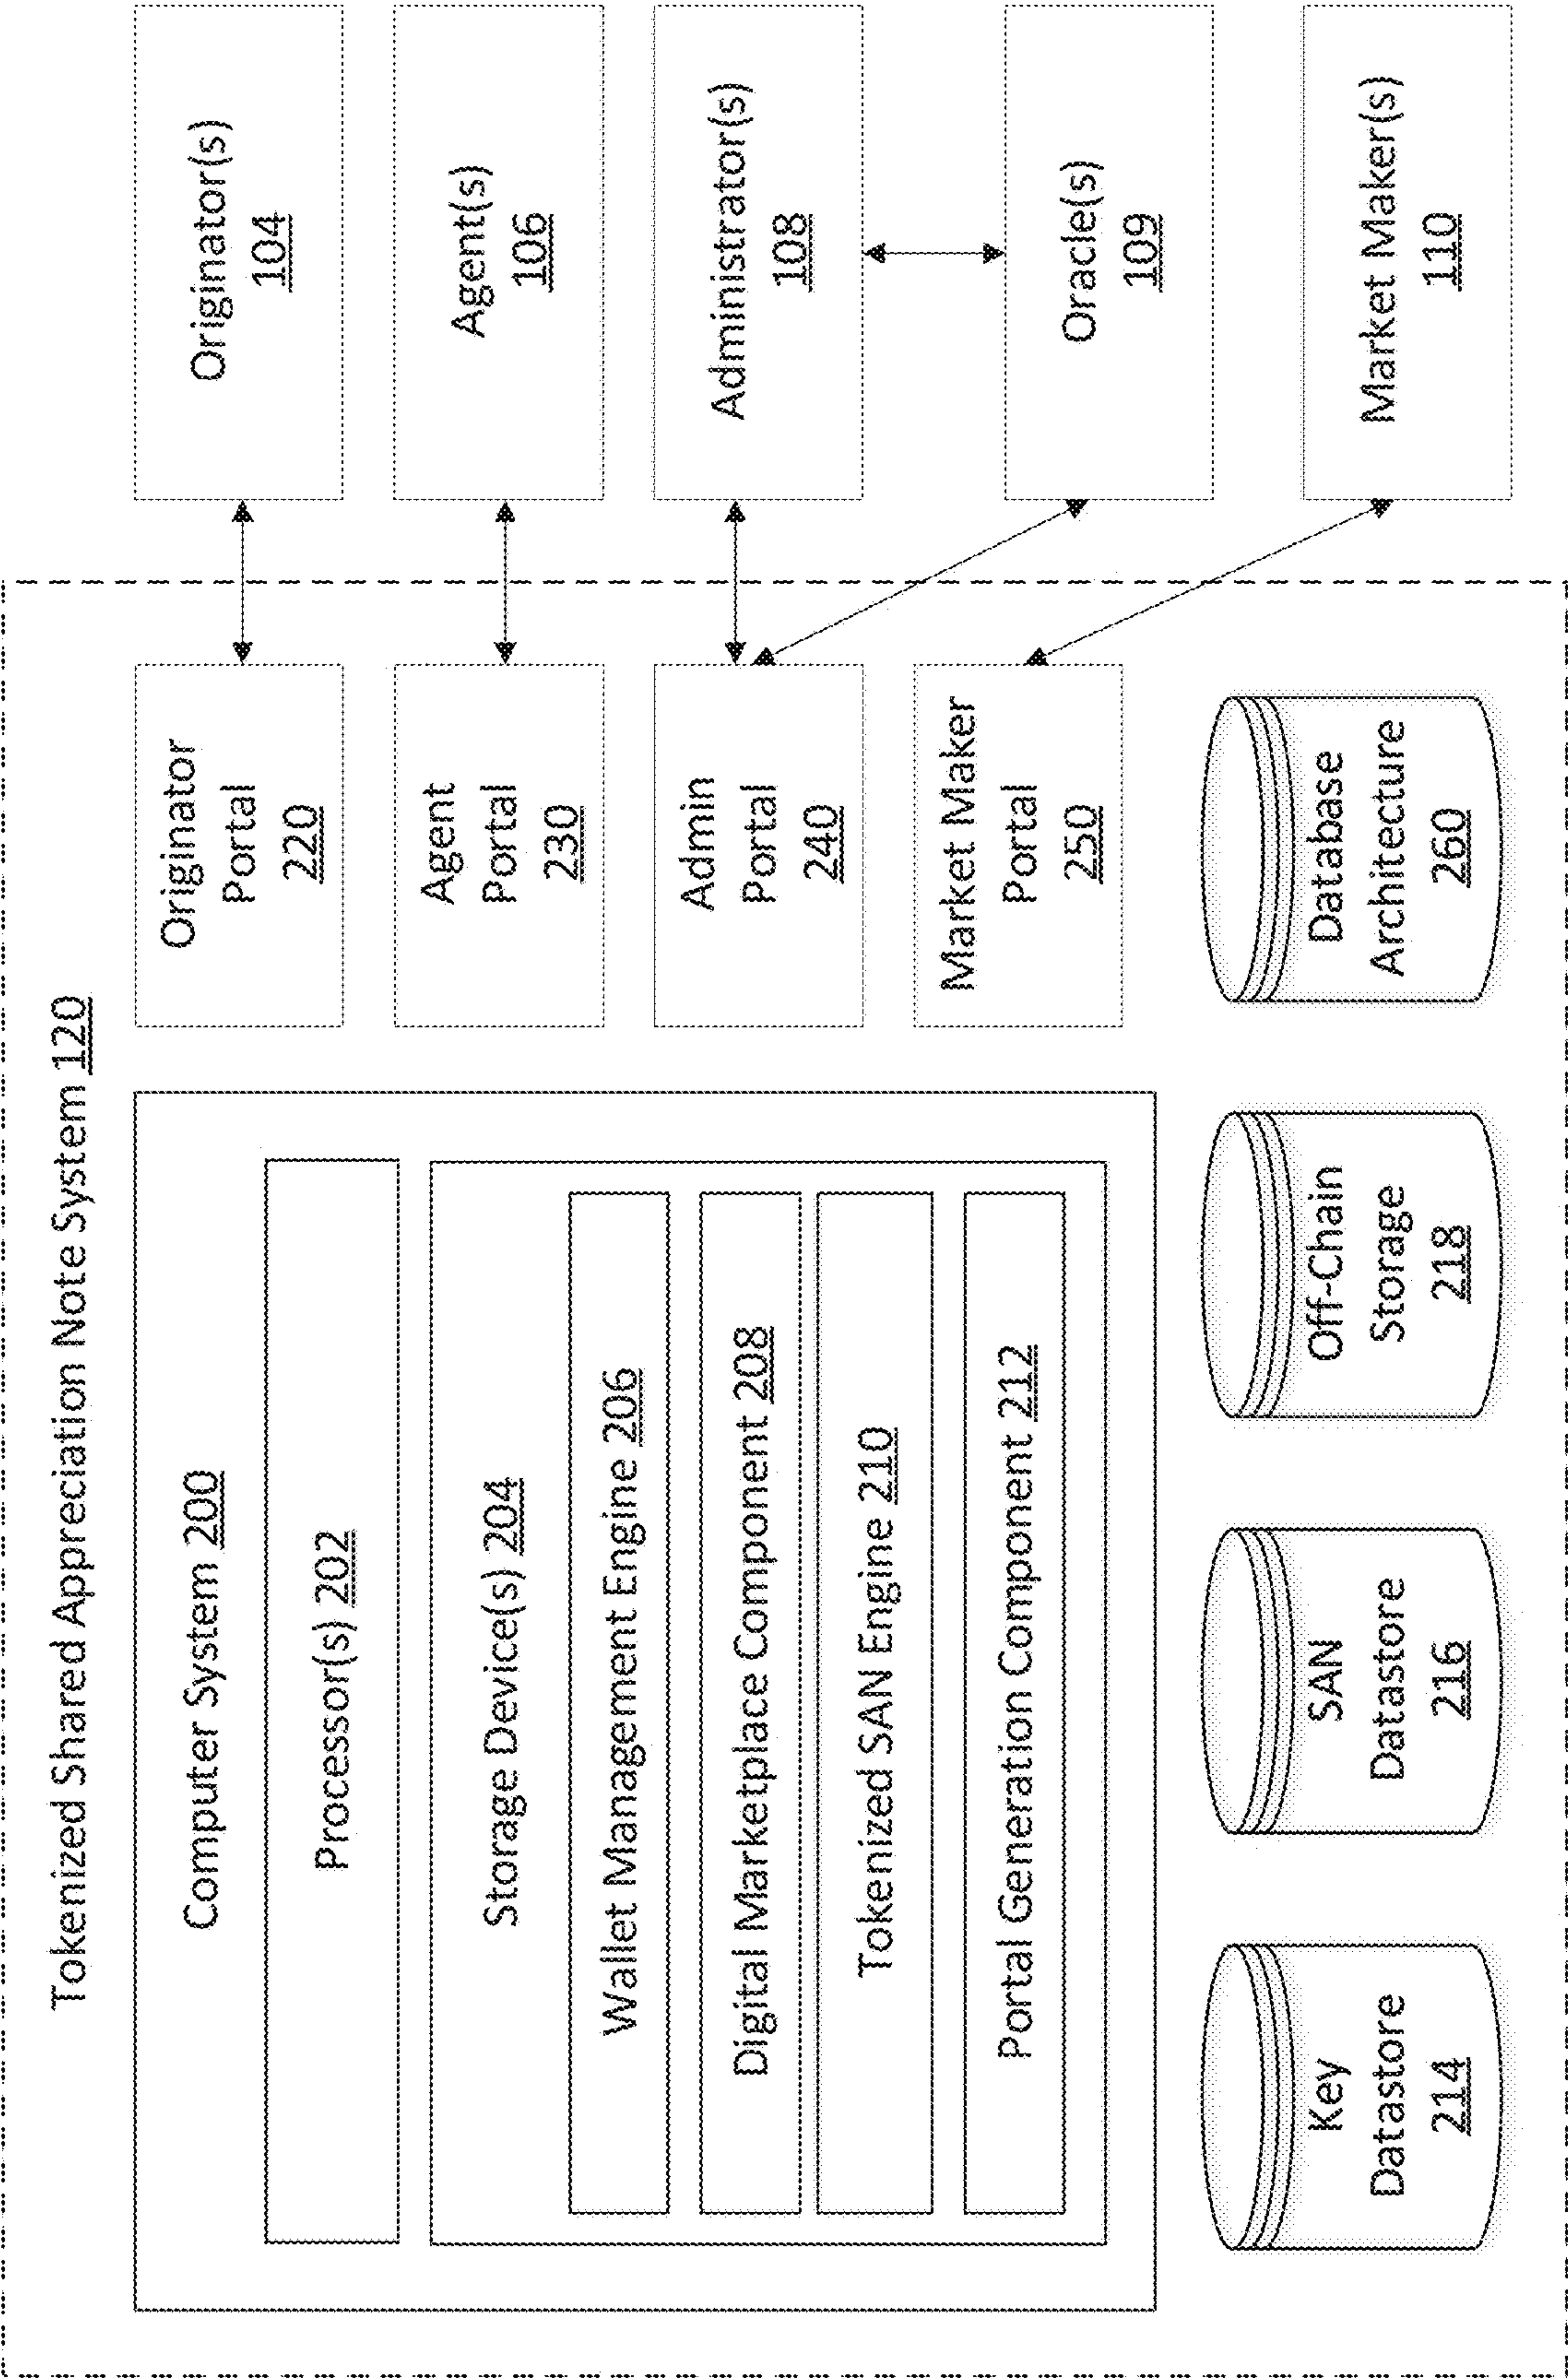 Tokenized Shared Appreciation Note System 120
Computer System 200
Processor(s) 202
Storage Device(s) 204
Wallet Management Engine 206
Digital Marketplace Component 208
Tokenized SAN Engine 210
Portal Generation Component 212
Key
Datastore
214
SAN
Datastore
216
Off-Chain
Storage
218
Database
Architecture
260
Originator
Portal
220
Agent
Portal
230
Admin
Portal
240
Market Maker
Portal
250
Originator(s)
104
Agent(s)
106
Administrator(s)
108
Oracle(s)
109
Market Maker(s)
110